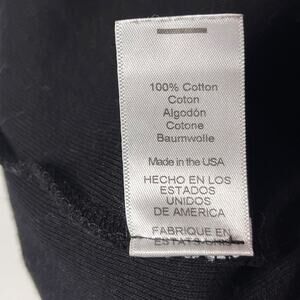 100% Cotton
Coton
Algodón
Cotone
Baumwolle
Made in the USA
HECHO EN LOS
ESTADOS
UNIDOS
DE AMERICA
FABRIQUE EN